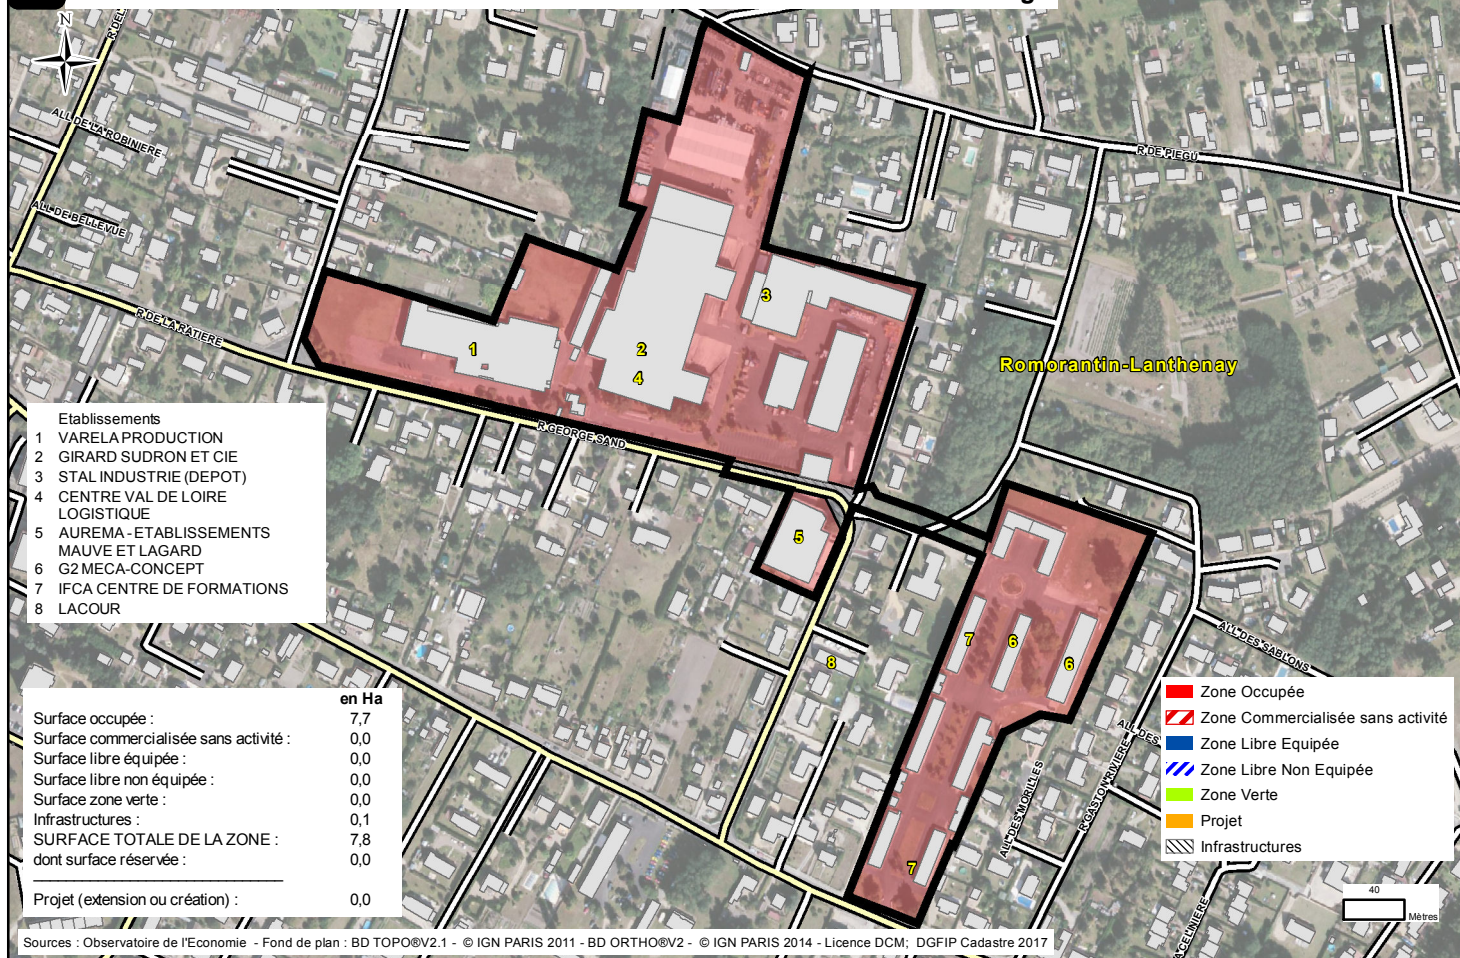 N
R DEL
ALL DE LA ROBINIERE
ALL DE BELLEVUE
R DE LA RATIERE
R DE PIEGU
R GEORGE SAND
Romorantin-Lanthenay
1
2
3
4
5
6
6
7
7
8
ALL DES SABLONS
ALL DES
ALL DES MORILLES
R GASTON RIVIERE
ACELINIERE
Etablissements
1 VARELA PRODUCTION
2 GIRARD SUDRON ET CIE
3 STAL INDUSTRIE (DEPOT)
4 CENTRE VAL DE LOIRE
LOGISTIQUE
5 AUREMA - ETABLISSEMENTS
MAUVE ET LAGARD
6 G2 MECA-CONCEPT
7 IFCA CENTRE DE FORMATIONS
8 LACOUR
en Ha
Surface occupée : 7,7
Surface commercialisée sans activité : 0,0
Surface libre équipée : 0,0
Surface libre non équipée : 0,0
Surface zone verte : 0,0
Infrastructures : 0,1
SURFACE TOTALE DE LA ZONE : 7,8
dont surface réservée : 0,0
Projet (extension ou création) : 0,0
Zone Occupée
Zone Commercialisée sans activité
Zone Libre Equipée
Zone Libre Non Equipée
Zone Verte
Projet
Infrastructures
40
Mètres
Sources : Observatoire de l'Economie - Fond de plan : BD TOPO®V2.1 - © IGN PARIS 2011 - BD ORTHO®V2 - © IGN PARIS 2014 - Licence DCM; DGFIP Cadastre 2017